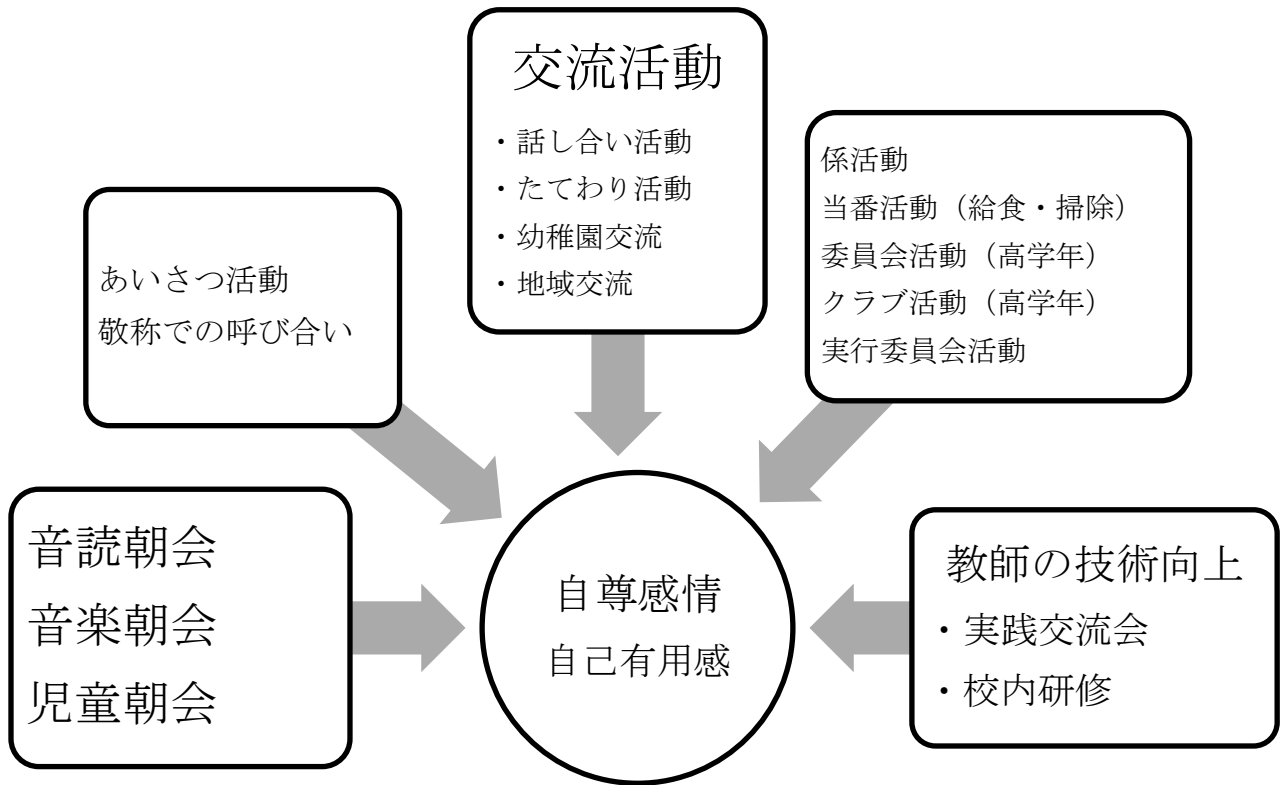 交流活動
・話し合い活動
・たてわり活動
・幼稚園交流
・地域交流
係活動
当番活動（給食・掃除）
委員会活動（高学年）
クラブ活動（高学年）
実行委員会活動
あいさつ活動
敬称での呼び合い
音読朝会
音楽朝会
児童朝会
自尊感情
自己有用感
教師の技術向上
・実践交流会
・校内研修